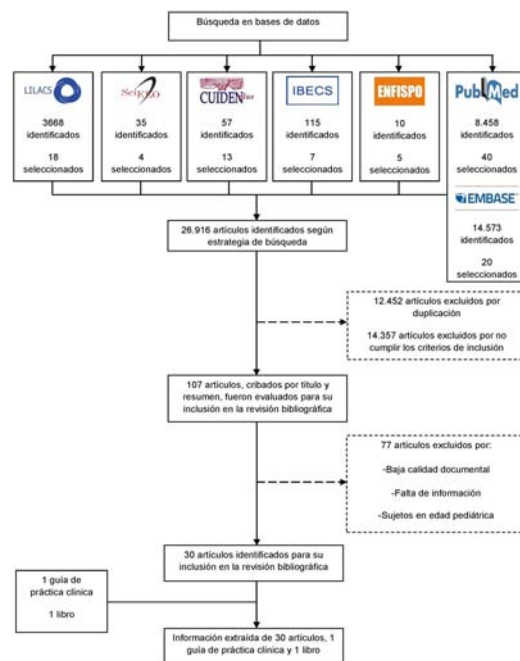 Búsqueda en bases de datos
LILACS
3668
identificados
18
seleccionados
SciELO
35
identificados
4
seleccionados
CUIDEN
57
identificados
13
seleccionados
IBECS
115
identificados
7
seleccionados
ENFISPO
10
identificados
5
seleccionados
PubMed
8.458
identificados
40
seleccionados
EMBASE
14.573
identificados
20
seleccionados
26.916 artículos identificados según
estrategia de búsqueda
12.452 artículos excluidos por
duplicación
14.357 artículos excluidos por no
cumplir los criterios de inclusión
107 artículos, cribados por título y
resumen, fueron evaluados para su
inclusión en la revisión bibliográfica
77 artículos excluidos por:
-Baja calidad documental
-Falta de información
-Sujetos en edad pediátrica
30 artículos identificados para su
inclusión en la revisión bibliográfica
1 guía de
práctica clínica
1 libro
Información extraída de 30 artículos, 1
guía de práctica clínica y 1 libro